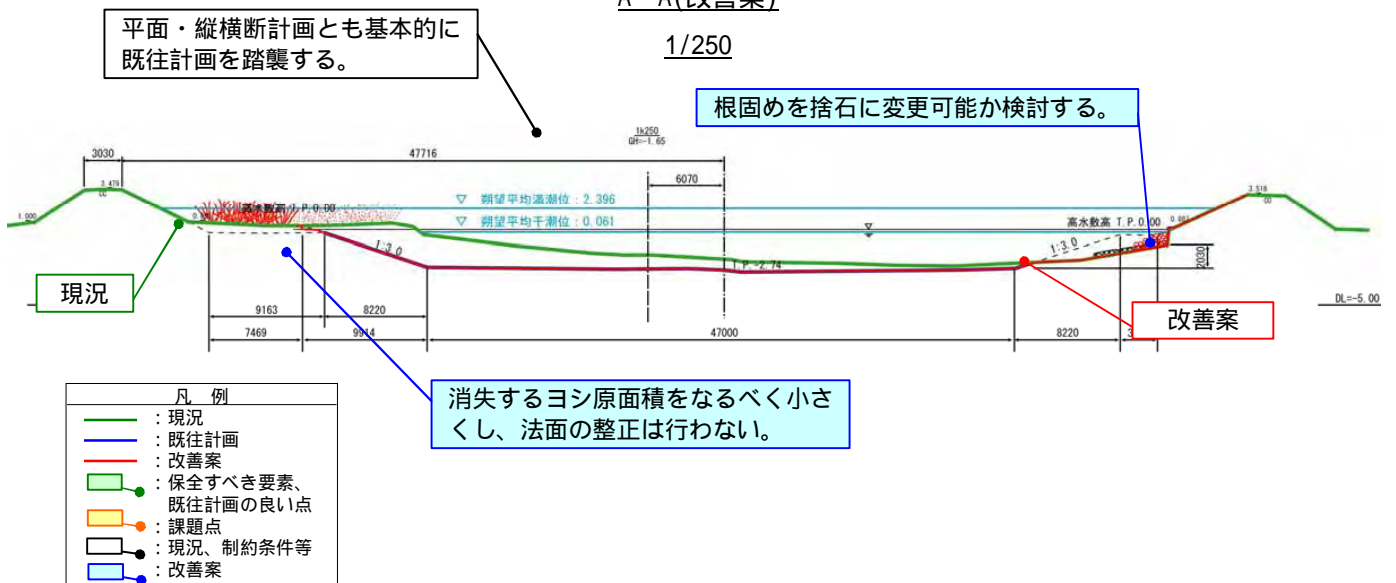 A A(改善案)
1/250
平面・縦横断計画とも基本的に
既往計画を踏襲する。
根固めを捨石に変更可能か検討する。
1k250
GH=-1.65
3030
47716
6070
3.479
3.518
1.000
▽ 朔望平均満潮位:2.396
▽ 朔望平均干潮位:0.061
高水敷高 T.P.0.00
高水敷高 T.P.0.00
1:3.0
1:3.0
T.P.-2.74
2030
現況
改善案
DL=-5.00
9163
8220
7469
9914
47000
8220
消失するヨシ原面積をなるべく小さ
くし、法面の整正は行わない。
凡 例
:現況
:既往計画
:改善案
:保全すべき要素、
既往計画の良い点
:課題点
:現況、制約条件等
:改善案